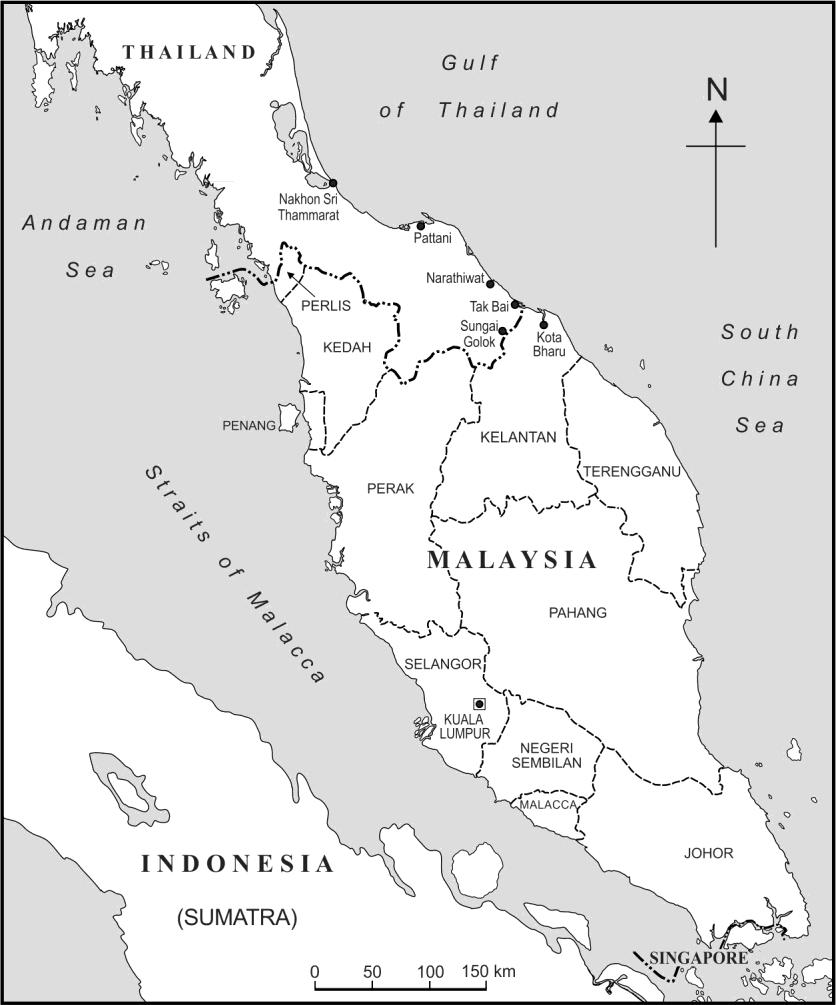 THAILAND
Gulf
of Thailand
N
Nakhon Sri
Thammarat
Andaman
Sea
Pattani
Narathiwat
Tak Bai
Sungai
Golok
Kota
Bharu
PERLIS
KEDAH
South
China
Sea
PENANG
KELANTAN
TERENGGANU
PERAK
Straits of Malacca
MALAYSIA
PAHANG
SELANGOR
KUALA
LUMPUR
NEGERI
SEMBILAN
MALACCA
JOHOR
INDONESIA
(SUMATRA)
SINGAPORE
0 50 100 150 km